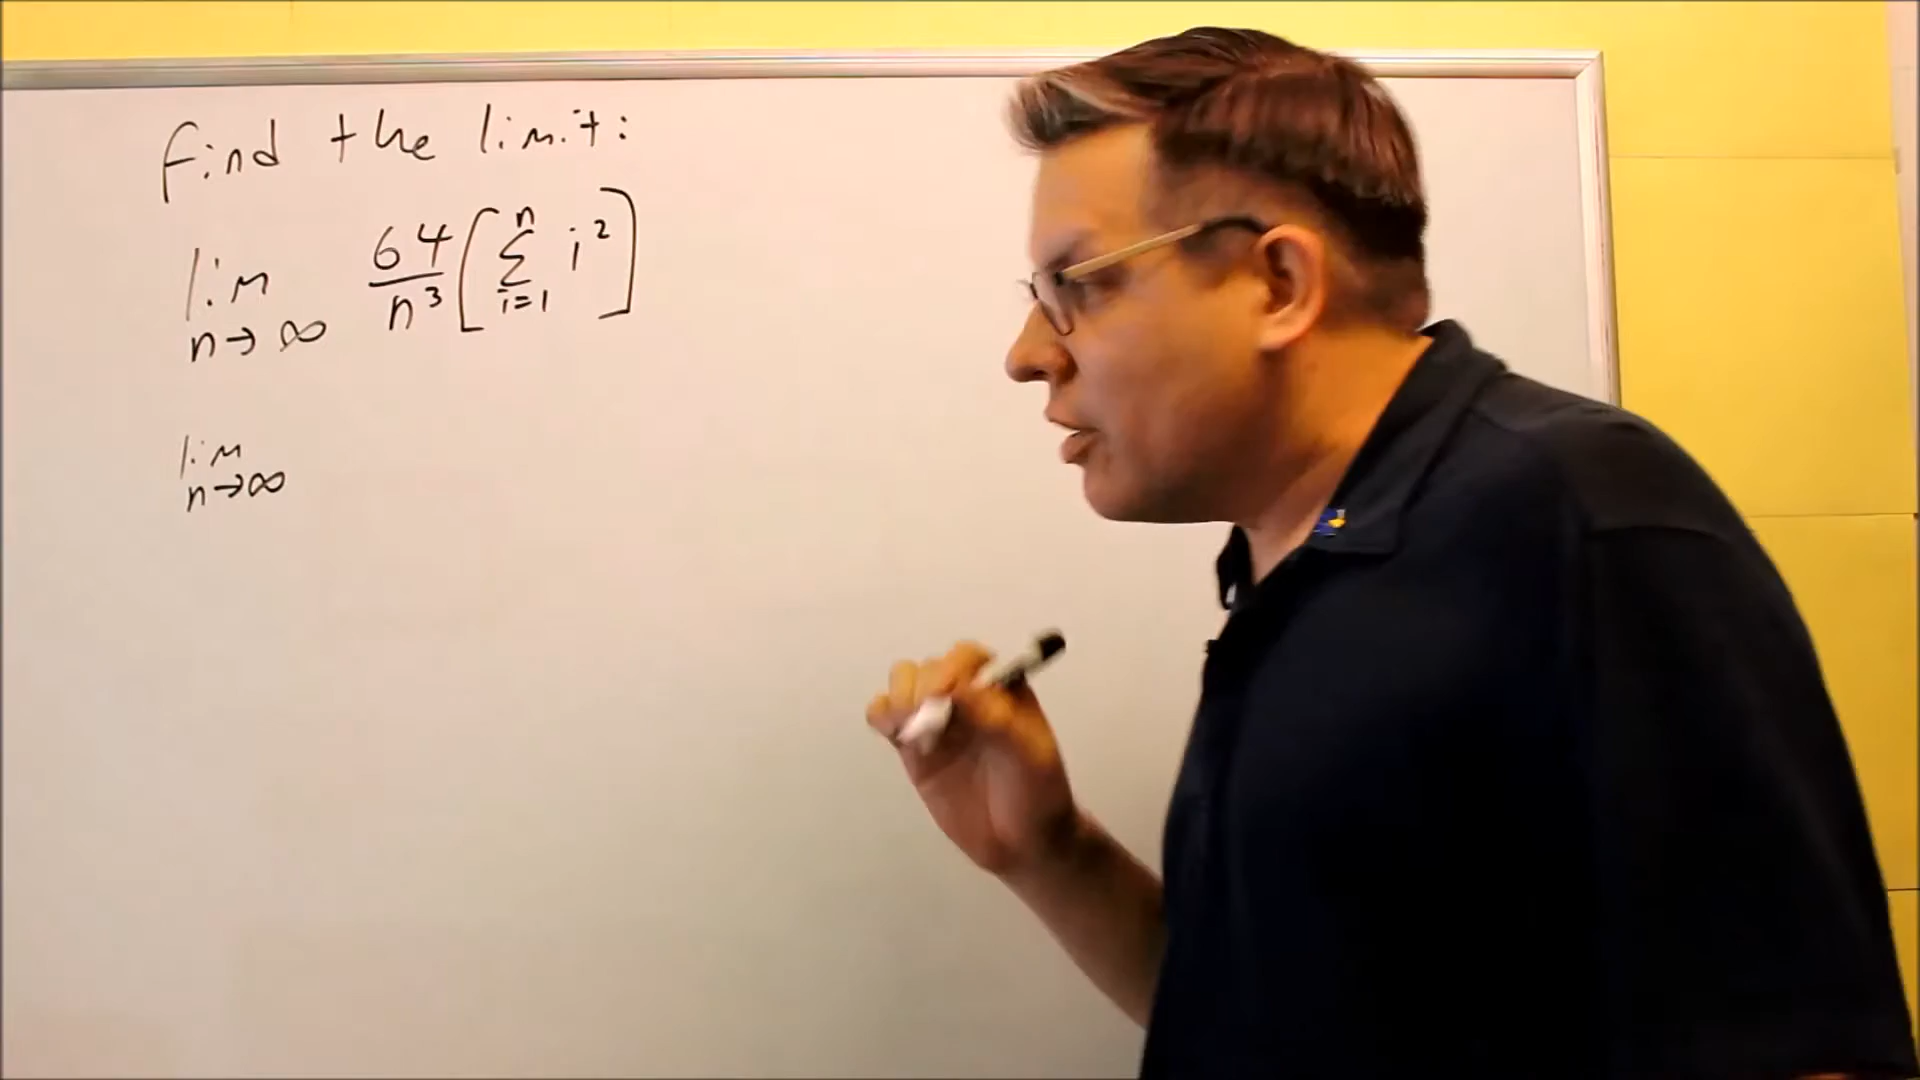 find the limit:
lim n→∞ 64/n³ [ n Σ i=1 i² ]
lim
n→∞